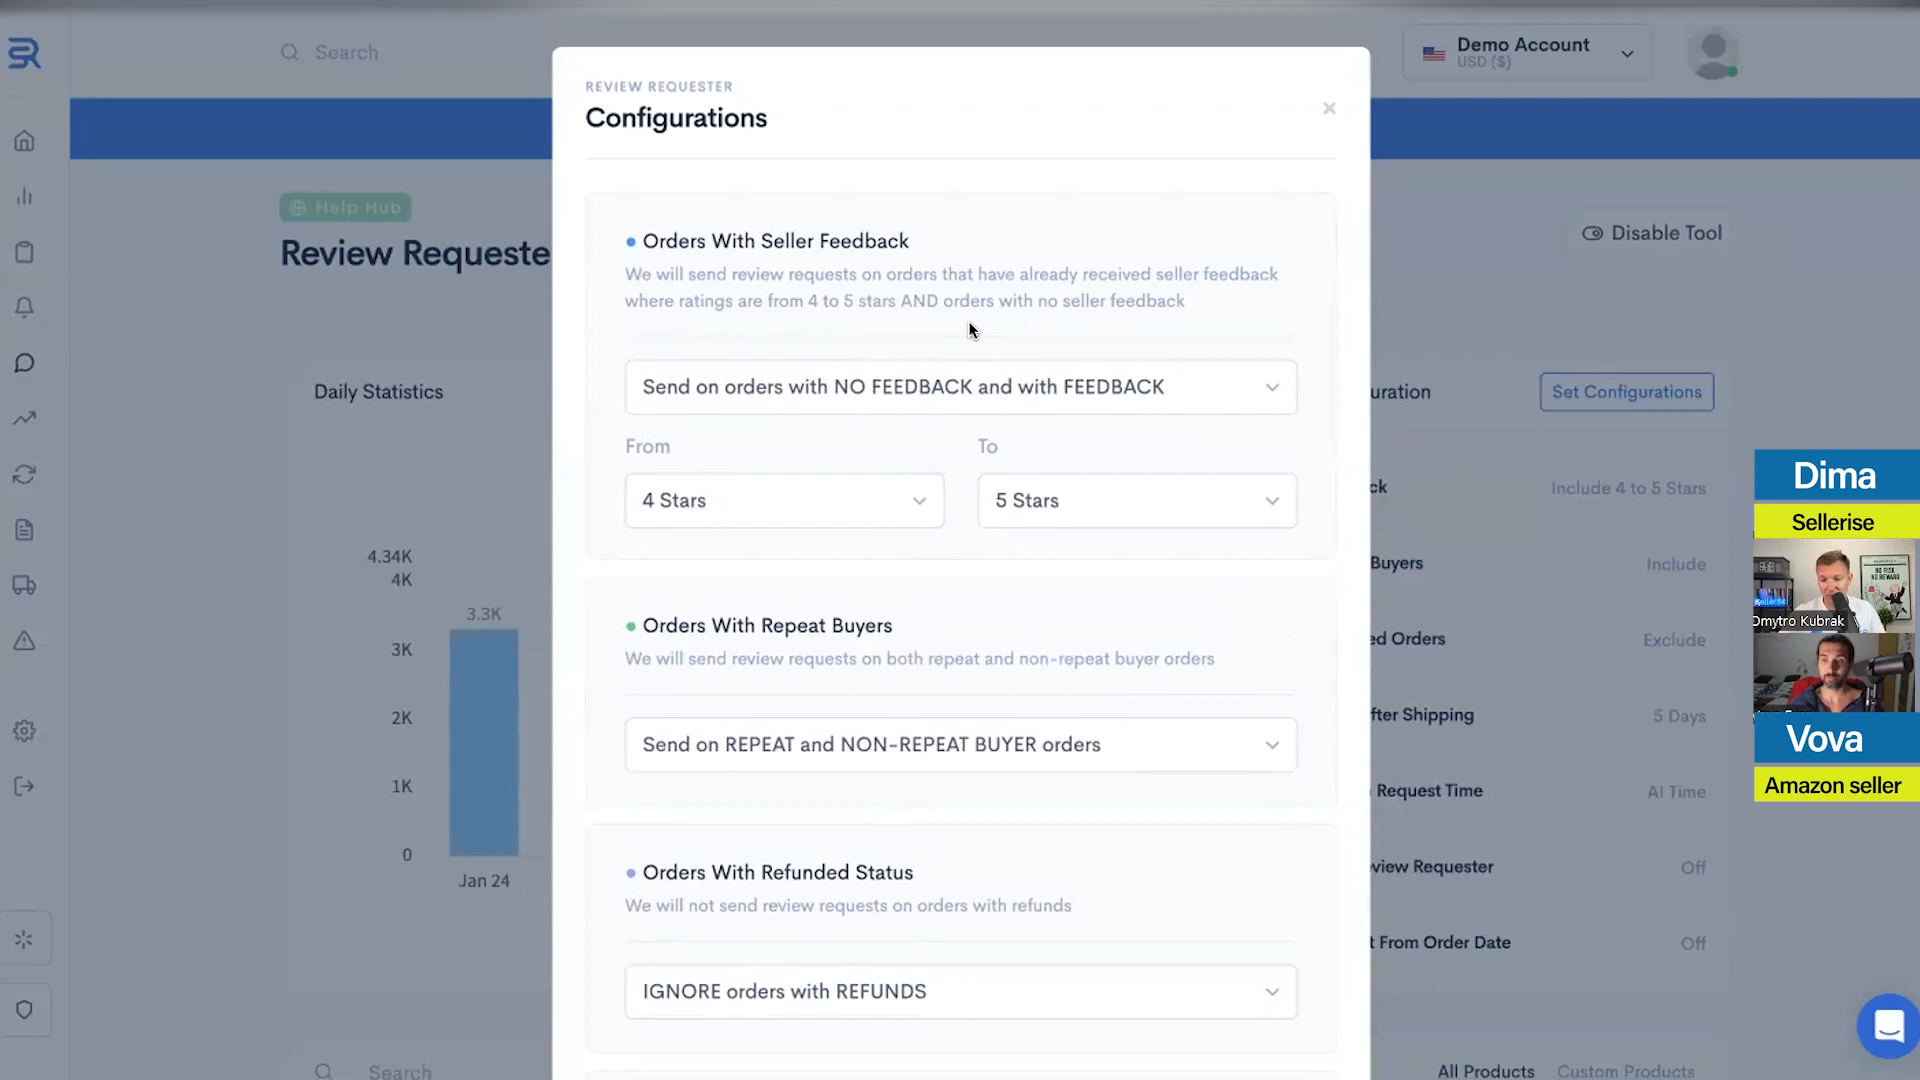 SR
Search
Demo Account
USD ($)
REVIEW REQUESTER
Configurations
Help Hub
Review Requeste
Disable Tool
Orders With Seller Feedback
We will send review requests on orders that have already received seller feedback
where ratings are from 4 to 5 stars AND orders with no seller feedback
Send on orders with NO FEEDBACK and with FEEDBACK
From
To
4 Stars
5 Stars
Orders With Repeat Buyers
We will send review requests on both repeat and non-repeat buyer orders
Send on REPEAT and NON-REPEAT BUYER orders
Orders With Refunded Status
We will not send review requests on orders with refunds
IGNORE orders with REFUNDS
Daily Statistics
4.34K
4K
3.3K
3K
2K
1K
0
Jan 24
Search
uration
Set Configurations
ck
Include 4 to 5 Stars
Buyers
Include
ed Orders
Exclude
fter Shipping
5 Days
Request Time
AI Time
view Requester
Off
t From Order Date
Off
All Products
Custom Products
Dima
Sellerise
NO RISK
NO REWARD
Dmytro Kubrak
Vova
Amazon seller